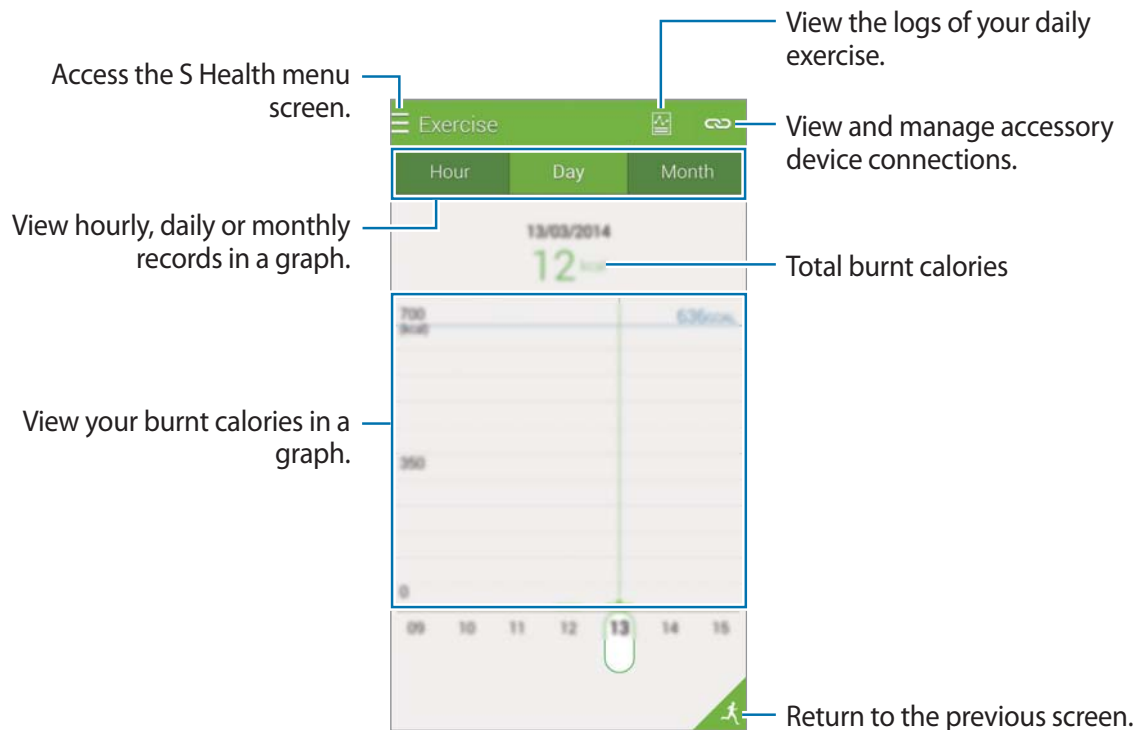 View the logs of your daily
exercise.
Access the S Health menu
screen.
Exercise
View and manage accessory
device connections.
Hour Day Month
View hourly, daily or monthly
records in a graph.
13/03/2014
12 kcal
Total burnt calories
700
(kcal)
636
View your burnt calories in a
graph.
350
0
09 10 11 12 13 14 15
Return to the previous screen.